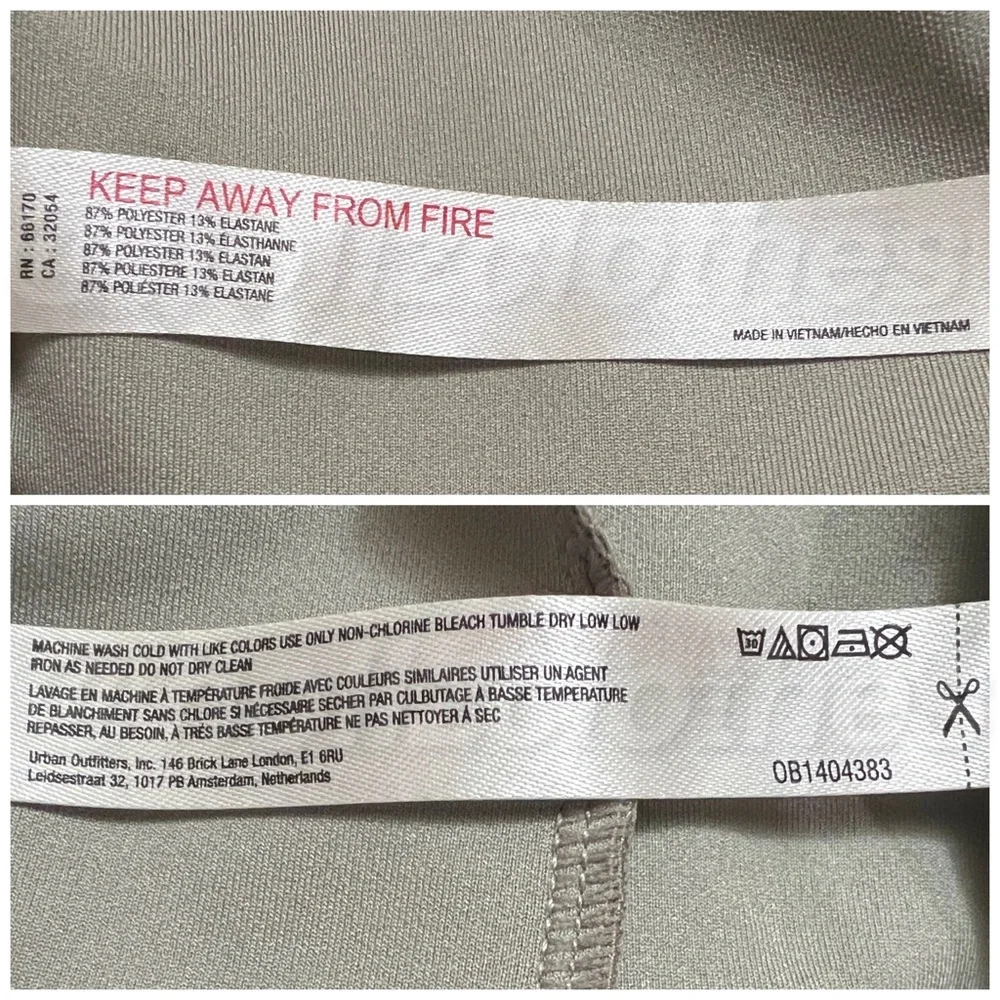 RN : 66170
CA : 32054
KEEP AWAY FROM FIRE
87% POLYESTER 13% ELASTANE
87% POLYESTER 13% ÉLASTHANNE
87% POLYESTER 13% ELASTAN
87% POLIESTERE 13% ELASTAN
87% POLIÉSTER 13% ELASTANE
MADE IN VIETNAM/HECHO EN VIETNAM
MACHINE WASH COLD WITH LIKE COLORS USE ONLY NON-CHLORINE BLEACH TUMBLE DRY LOW LOW
IRON AS NEEDED DO NOT DRY CLEAN
LAVAGE EN MACHINE À TEMPÉRATURE FROIDE AVEC COULEURS SIMILAIRES UTILISER UN AGENT
DE BLANCHIMENT SANS CHLORE SI NÉCESSAIRE SECHER PAR CULBUTAGE À BASSE TEMPERATURE
REPASSER, AU BESOIN, À TRÈS BASSE TEMPÉRATURE NE PAS NETTOYER À SEC
Urban Outfitters, Inc. 146 Brick Lane London, E1 6RU
Leidsestraat 32, 1017 PB Amsterdam, Netherlands
30
OB1404383